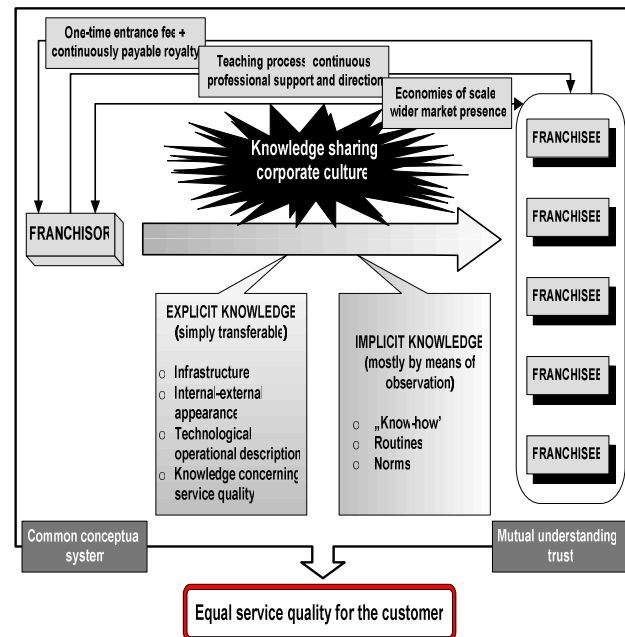 One-time entrance fee +
continuously payable royalty
Teaching process continuous
professional support and direction
Economies of scale
wider market presence
Knowledge sharing
corporate culture
FRANCHISOR
FRANCHISEE
FRANCHISEE
FRANCHISEE
FRANCHISEE
FRANCHISEE
EXPLICIT KNOWLEDGE
(simply transferable)
o Infrastructure
o Internal-external
appearance
o Technological
operational description
o Knowledge concerning
service quality
IMPLICIT KNOWLEDGE
(mostly by means of
observation)
o „Know-how’
o Routines
o Norms
Common conceptua
system
Mutual understanding
trust
Equal service quality for the customer